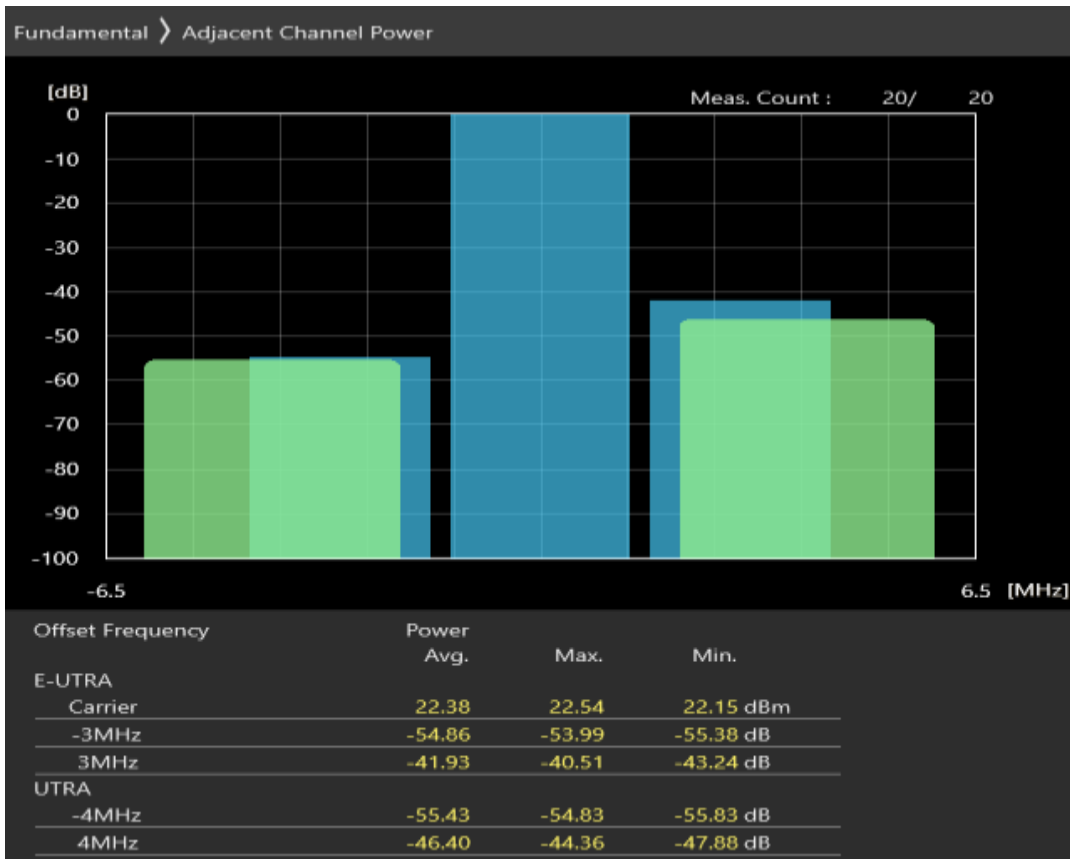 Fundamental 〉 Adjacent Channel Power
[dB]
Meas. Count : 20/ 20
0
-10
-20
-30
-40
-50
-60
-70
-80
-90
-100
-6.5 6.5 [MHz]
Offset Frequency Power
Avg. Max. Min.
E-UTRA
Carrier 22.38 22.54 22.15 dBm
-3MHz -54.86 -53.99 -55.38 dB
3MHz -41.93 -40.51 -43.24 dB
UTRA
-4MHz -55.43 -54.83 -55.83 dB
4MHz -46.40 -44.36 -47.88 dB